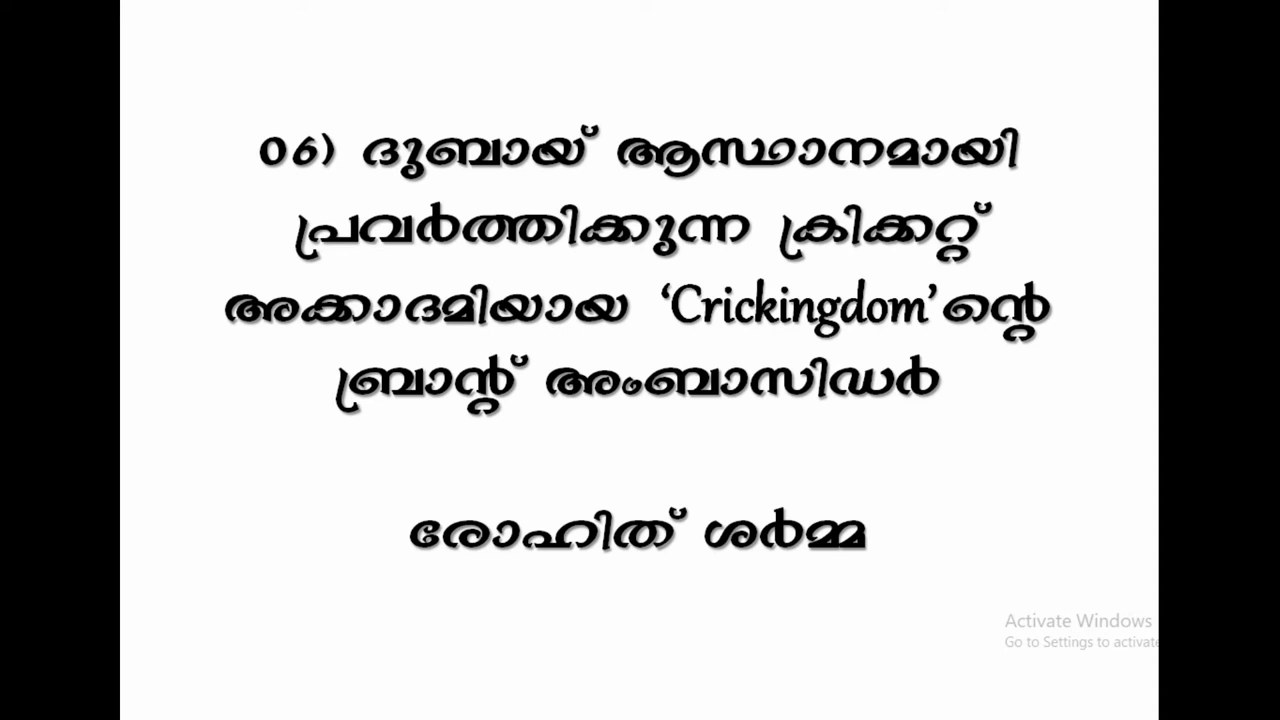 06) ദുബായ് ആസ്ഥാനമായി
പ്രവർത്തിക്കുന്ന ക്രിക്കറ്റ്
അക്കാദമിയായ ‘Crickingdom’ന്റെ
ബ്രാന്റ് അംബാസിഡർ
രോഹിത് ശർമ്മ
Activate Windows
Go to Settings to activate